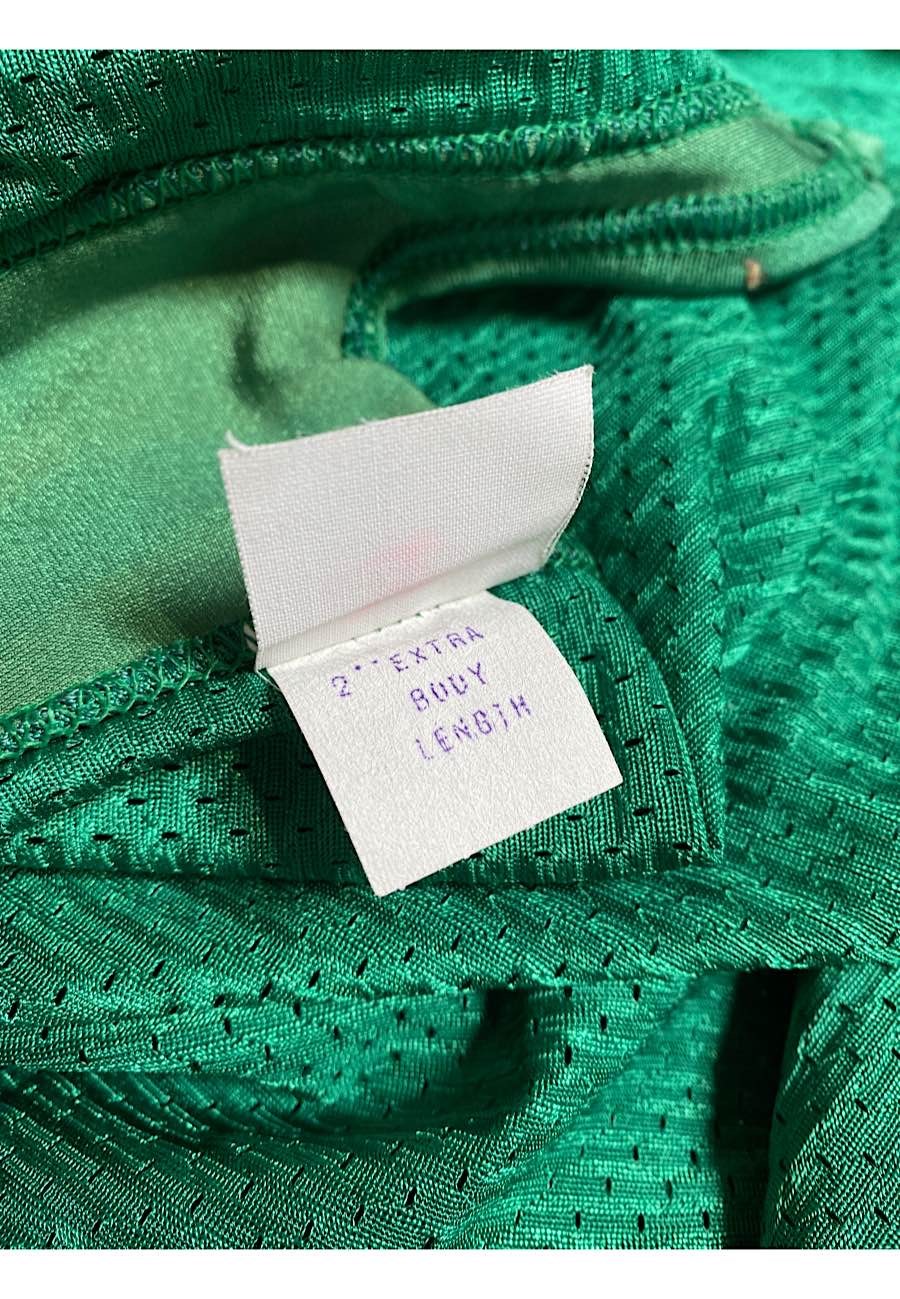 2" EXTRA
BODY
LENGTH